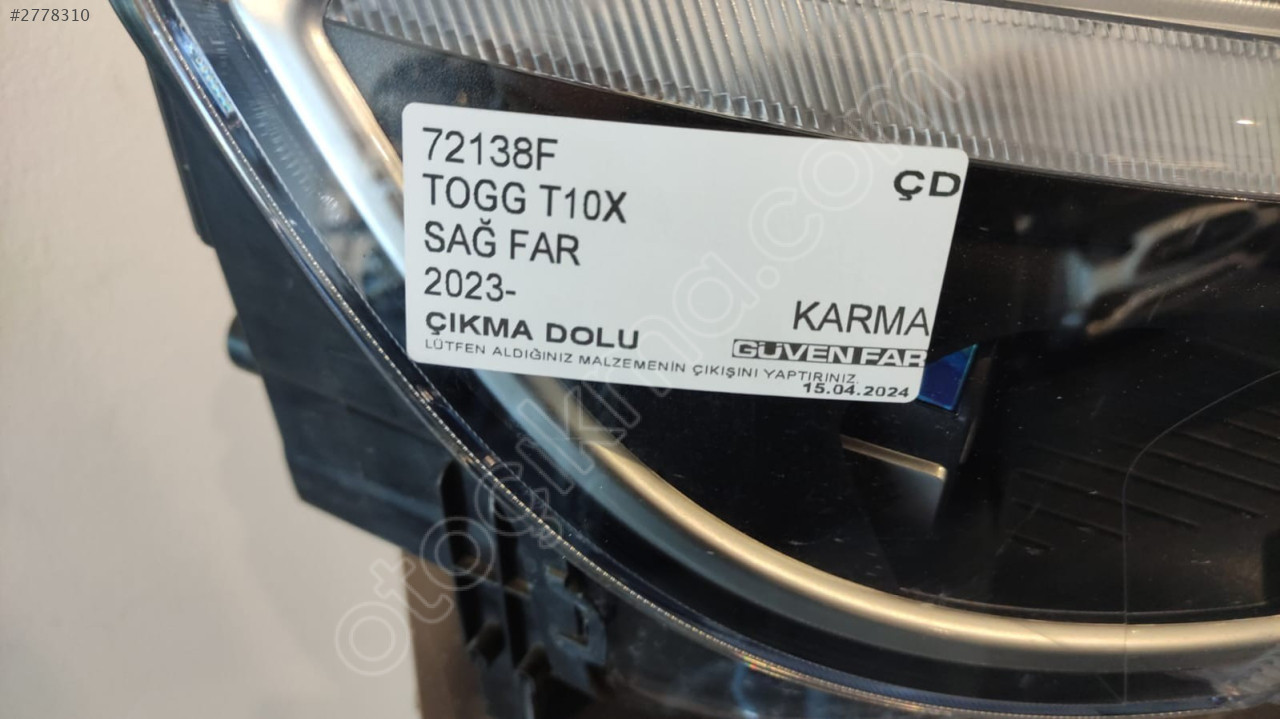 #2778310
72138F
ÇD
TOGG T10X
SAĞ FAR
2023-
KARMA
ÇIKMA DOLU
GÜVEN FAR
LÜTFEN ALDIĞINIZ MALZEMENİN ÇIKIŞINI YAPTIRINIZ.
15.04.2024
otocikma.com